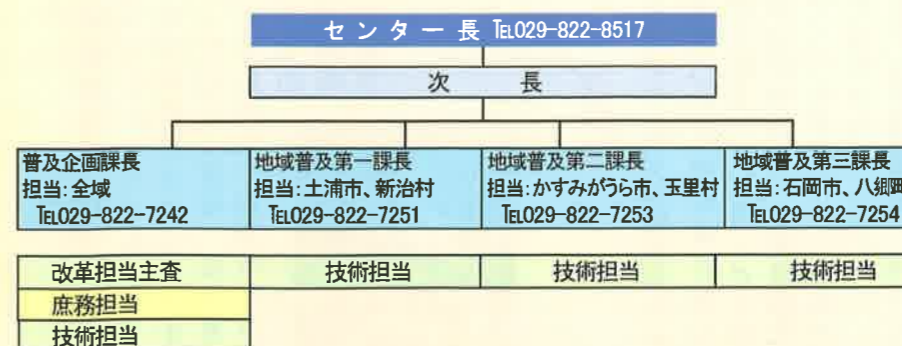 センター長 TEL029-822-8517
次 長
普及企画課長
担当:全域
TEL029-822-7242
地域普及第一課長
担当:土浦市、新治村
TEL029-822-7251
地域普及第二課長
担当:かすみがうら市、玉里村
TEL029-822-7253
地域普及第三課長
担当:石岡市、八郷
TEL029-822-7254
改革担当主査
技術担当
技術担当
技術担当
庶務担当
技術担当